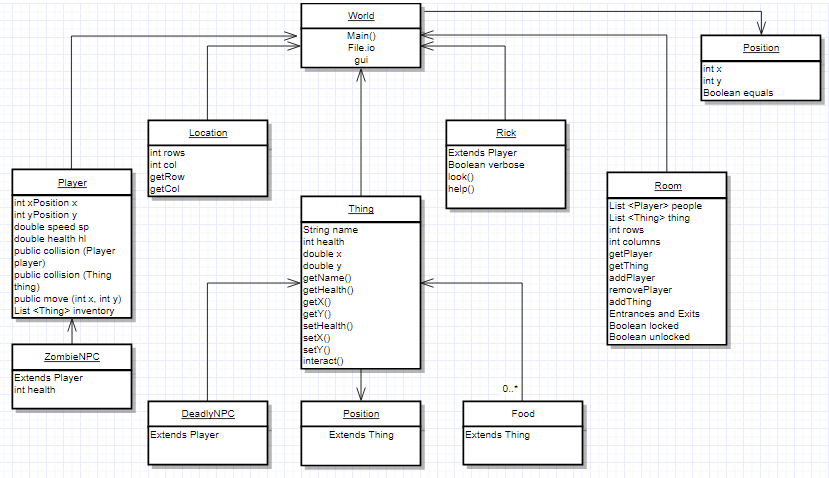 World
Main()
File.io
gui
Position
int x
int y
Boolean equals
Location
int rows
int col
getRow
getCol
Rick
Extends Player
Boolean verbose
look()
help()
Player
int xPosition x
int yPosition y
double speed sp
double health hl
public collision (Player
player)
public collision (Thing
thing)
public move (int x, int y)
List <Thing> inventory
Thing
String name
int health
double x
double y
getName()
getHealth()
getX()
getY()
setHealth()
setX()
setY()
interact()
Room
List <Player> people
List <Thing> thing
int rows
int columns
getPlayer
getThing
addPlayer
removePlayer
addThing
Entrances and Exits
Boolean locked
Boolean unlocked
ZombieNPC
Extends Player
int health
0..*
DeadlyNPC
Extends Player
Position
Extends Thing
Food
Extends Thing